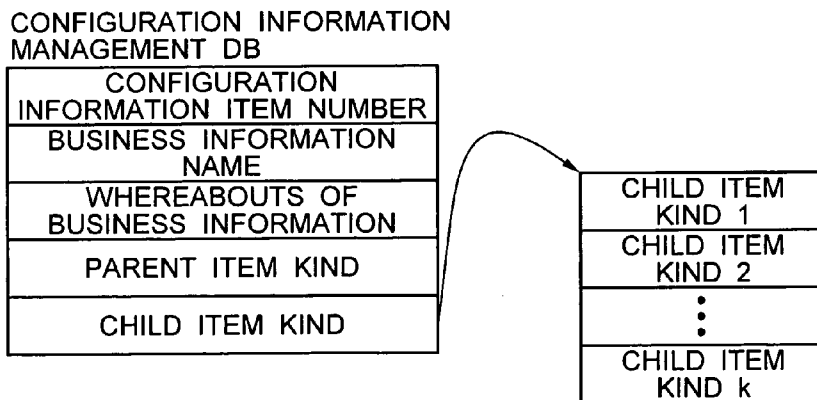 CONFIGURATION INFORMATION
MANAGEMENT DB
CONFIGURATION
INFORMATION ITEM NUMBER
BUSINESS INFORMATION
NAME
WHEREABOUTS OF
BUSINESS INFORMATION
PARENT ITEM KIND
CHILD ITEM KIND
CHILD ITEM
KIND 1
CHILD ITEM
KIND 2
CHILD ITEM
KIND k